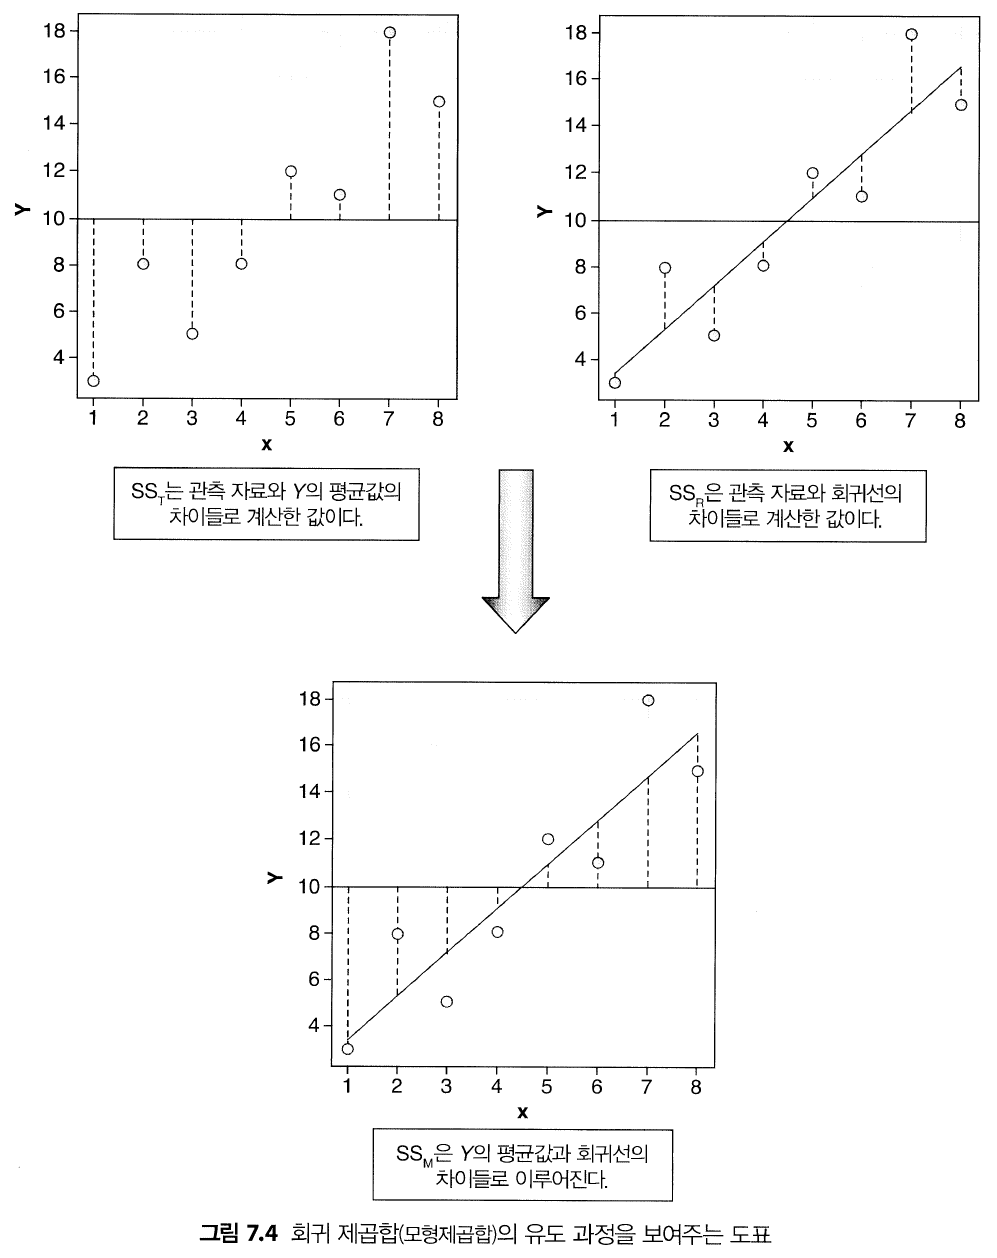 18
16
14
12
10
8
6
4
Y
1 2 3 4 5 6 7 8
x
SST는 관측 자료와 Y의 평균값의
차이들로 계산한 값이다.
18
16
14
12
10
8
6
4
Y
1 2 3 4 5 6 7 8
x
SSR은 관측 자료와 회귀선의
차이들로 계산한 값이다.
18
16
14
12
10
8
6
4
Y
1 2 3 4 5 6 7 8
x
SSM은 Y의 평균값과 회귀선의
차이들로 이루어진다.
그림 7.4 회귀 제곱합(모형제곱합)의 유도 과정을 보여주는 도표